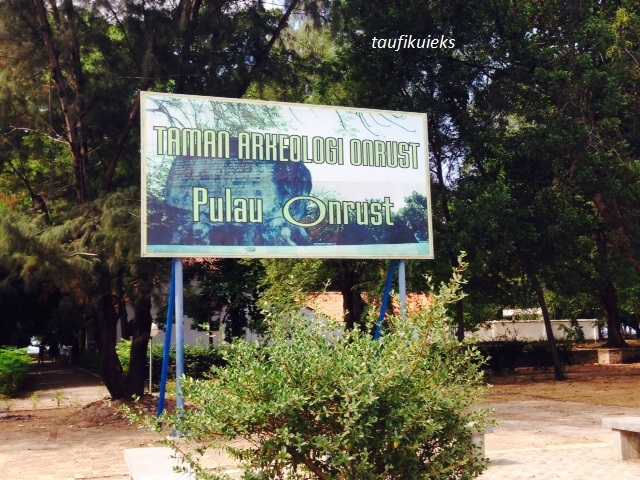 taufikuieks
TAMAN ARKEOLOGI ONRUST
Pulau Onrust